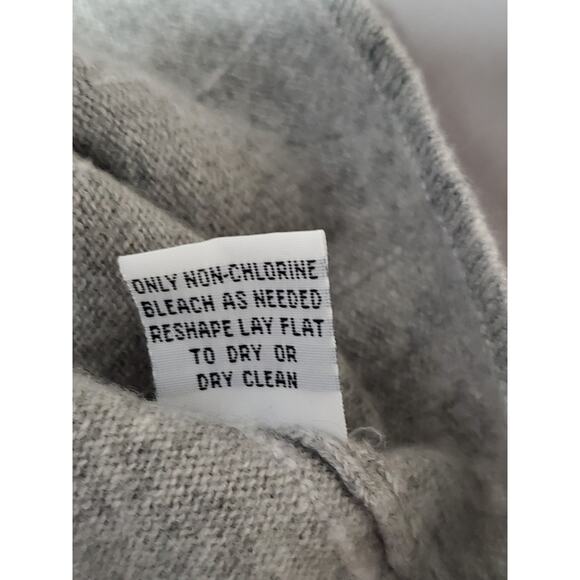 ONLY NON-CHLORINE
BLEACH AS NEEDED
RESHAPE LAY FLAT
TO DRY OR
DRY CLEAN